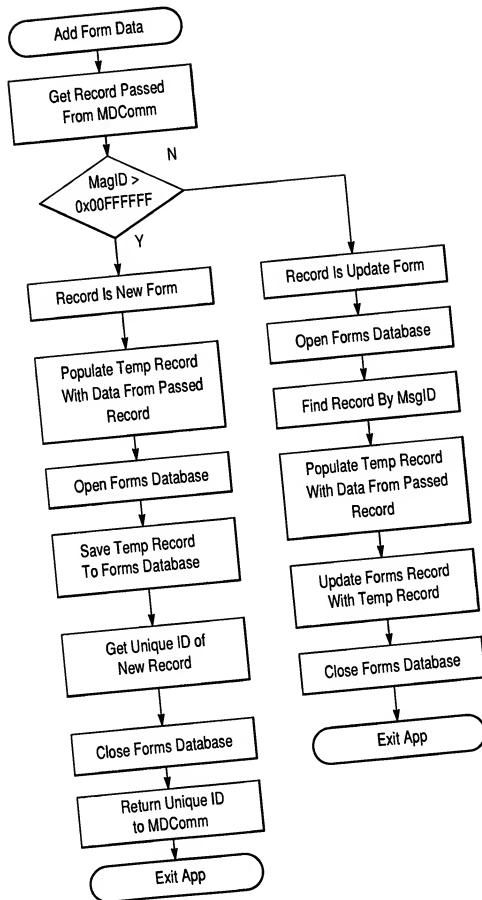 Add Form Data
Get Record Passed
From MDComm
MagID >
0x00FFFFFF
N
Y
Record Is New Form
Populate Temp Record
With Data From Passed
Record
Open Forms Database
Save Temp Record
To Forms Database
Get Unique ID of
New Record
Close Forms Database
Return Unique ID
to MDComm
Exit App
Record Is Update Form
Open Forms Database
Find Record By MsgID
Populate Temp Record
With Data From Passed
Record
Update Forms Record
With Temp Record
Close Forms Database
Exit App